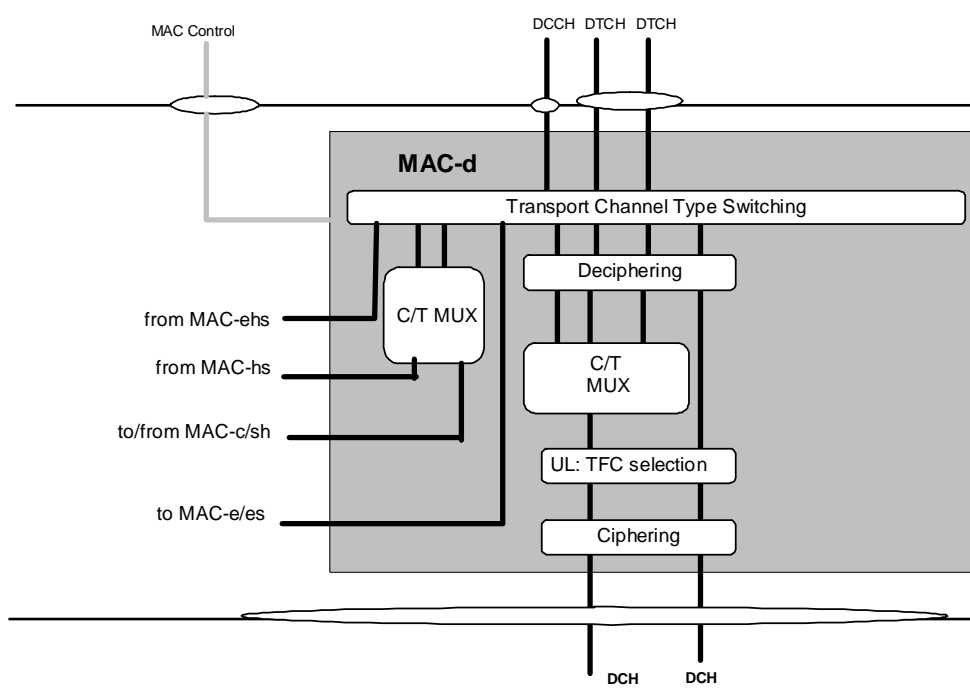 MAC Control
DCCH DTCH DTCH
MAC-d
Transport Channel Type Switching
Deciphering
C/T MUX
from MAC-ehs
from MAC-hs
C/T
MUX
to/from MAC-c/sh
UL: TFC selection
to MAC-e/es
Ciphering
DCH DCH